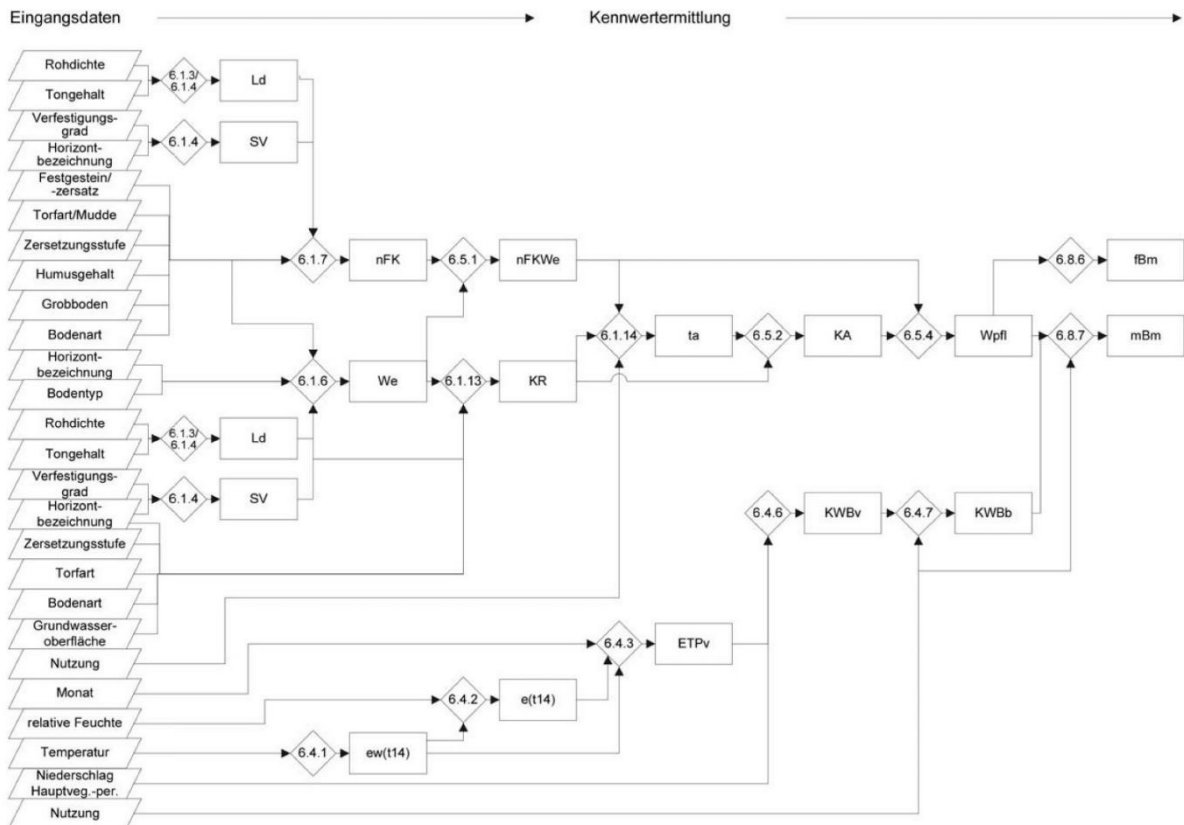 Eingangsdaten
Kennwertermittlung
Rohdichte
Tongehalt
6.1.3/
6.1.4
Ld
Verfestigungs-
grad
Horizont-
bezeichnung
6.1.4
SV
Festgestein/
-zersatz
Torfart/Mudde
Zersetzungsstufe
Humusgehalt
Grobboden
Bodenart
6.1.7
nFK
6.5.1
nFKWe
6.8.6
fBm
Horizont-
bezeichnung
Bodentyp
6.1.6
We
6.1.13
KR
6.1.14
ta
6.5.2
KA
6.5.4
Wpfl
6.8.7
mBm
Rohdichte
Tongehalt
6.1.3/
6.1.4
Ld
Verfestigungs-
grad
Horizont-
bezeichnung
6.1.4
SV
Zersetzungsstufe
Torfart
Bodenart
Grundwasser-
oberfläche
6.4.6
KWBv
6.4.7
KWBb
Nutzung
Monat
6.4.3
ETPv
relative Feuchte
6.4.2
e(t14)
Temperatur
6.4.1
ew(t14)
Niederschlag
Hauptveg.-per.
Nutzung